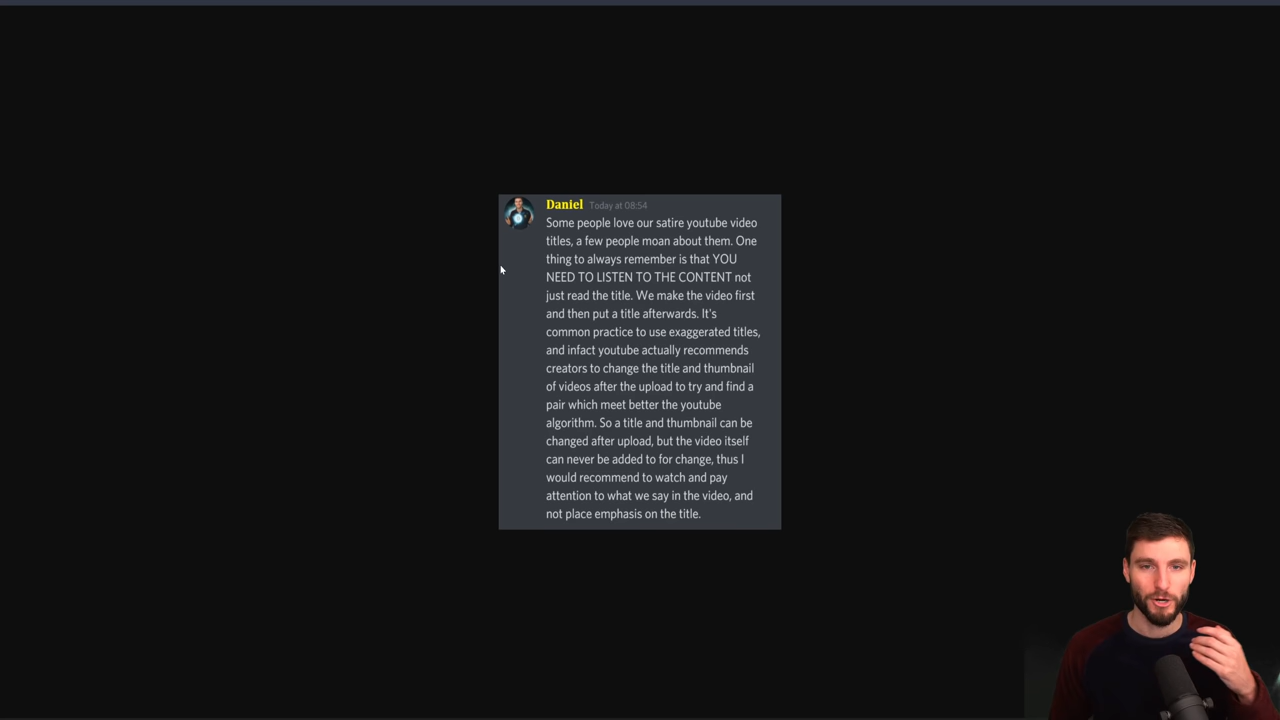 Daniel Today at 08:54
Some people love our satire youtube video
titles, a few people moan about them. One
thing to always remember is that YOU
NEED TO LISTEN TO THE CONTENT not
just read the title. We make the video first
and then put a title afterwards. It's
common practice to use exaggerated titles,
and infact youtube actually recommends
creators to change the title and thumbnail
of videos after the upload to try and find a
pair which meet better the youtube
algorithm. So a title and thumbnail can be
changed after upload, but the video itself
can never be added to for change, thus I
would recommend to watch and pay
attention to what we say in the video, and
not place emphasis on the title.